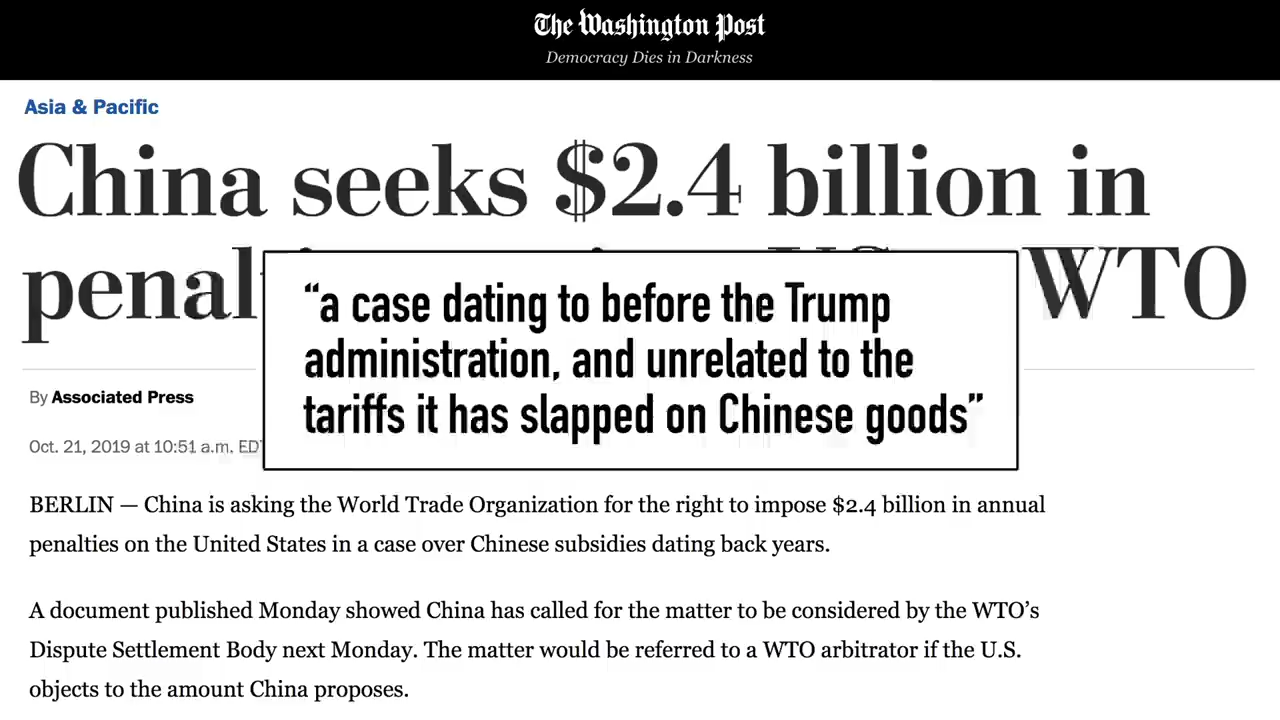 The Washington Post
Democracy Dies in Darkness
Asia & Pacific
China seeks $2.4 billion in
WTO
“a case dating to before the Trump
administration, and unrelated to the
tariffs it has slapped on Chinese goods”
By Associated Press
Oct. 21, 2019 at 10:51 a.m.
BERLIN — China is asking the World Trade Organization for the right to impose $2.4 billion in annual
penalties on the United States in a case over Chinese subsidies dating back years.
A document published Monday showed China has called for the matter to be considered by the WTO’s
Dispute Settlement Body next Monday. The matter would be referred to a WTO arbitrator if the U.S.
objects to the amount China proposes.